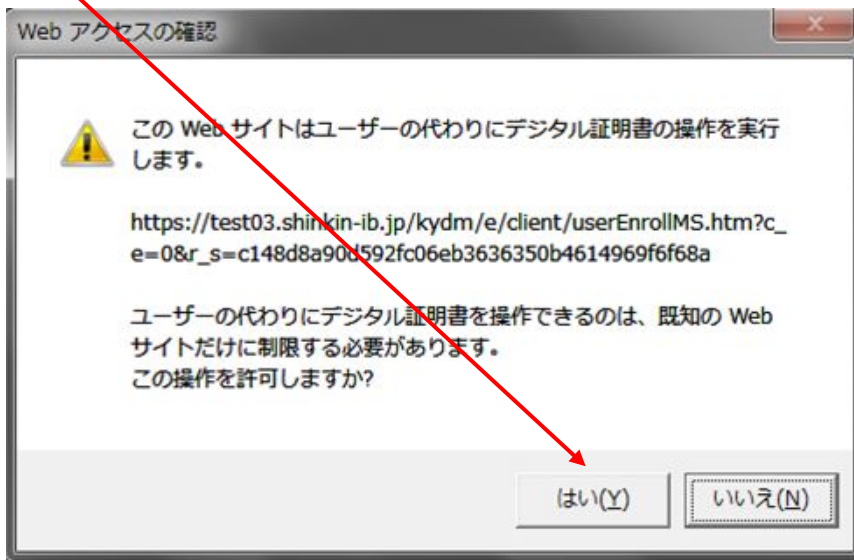 Web アクセスの確認
この Web サイトはユーザーの代わりにデジタル証明書の操作を実行
します。
https://test03.shinkin-ib.jp/kydm/e/client/userEnrollMS.htm?c_
e=0&r_s=c148d8a90d592fc06eb3636350b4614969f6f68a
ユーザーの代わりにデジタル証明書を操作できるのは、既知の Web
サイトだけに制限する必要があります。
この操作を許可しますか?
はい(Y) いいえ(N)